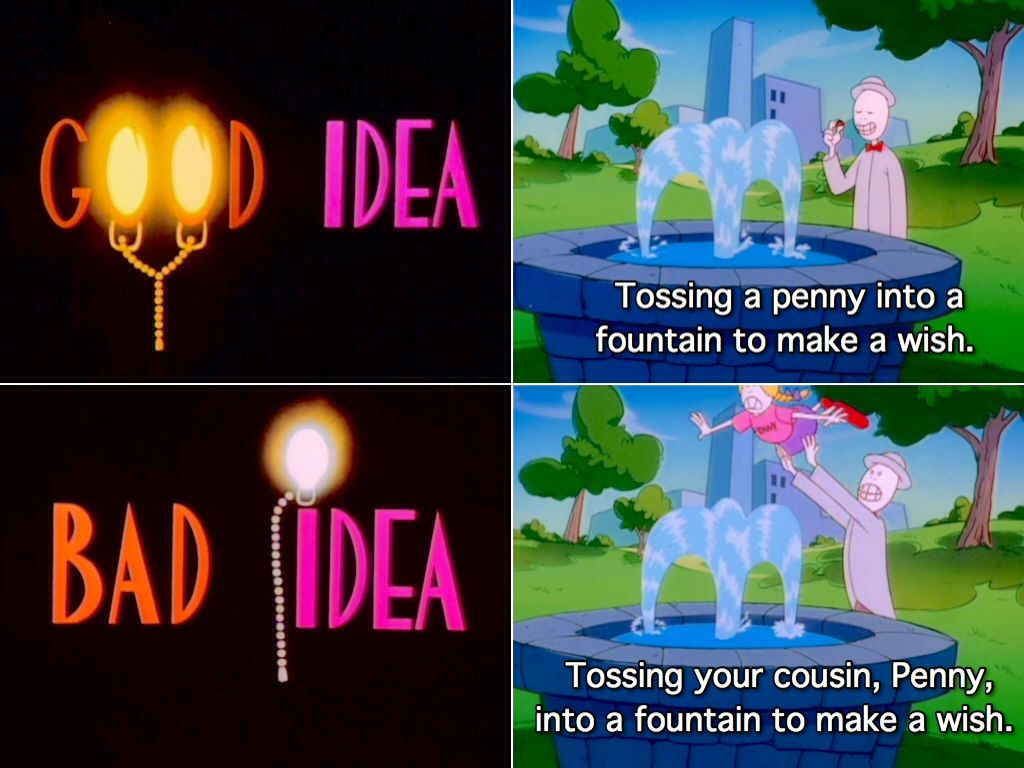 GOOD IDEA
Tossing a penny into a
fountain to make a wish.
BAD IDEA
PENNY
Tossing your cousin, Penny,
into a fountain to make a wish.